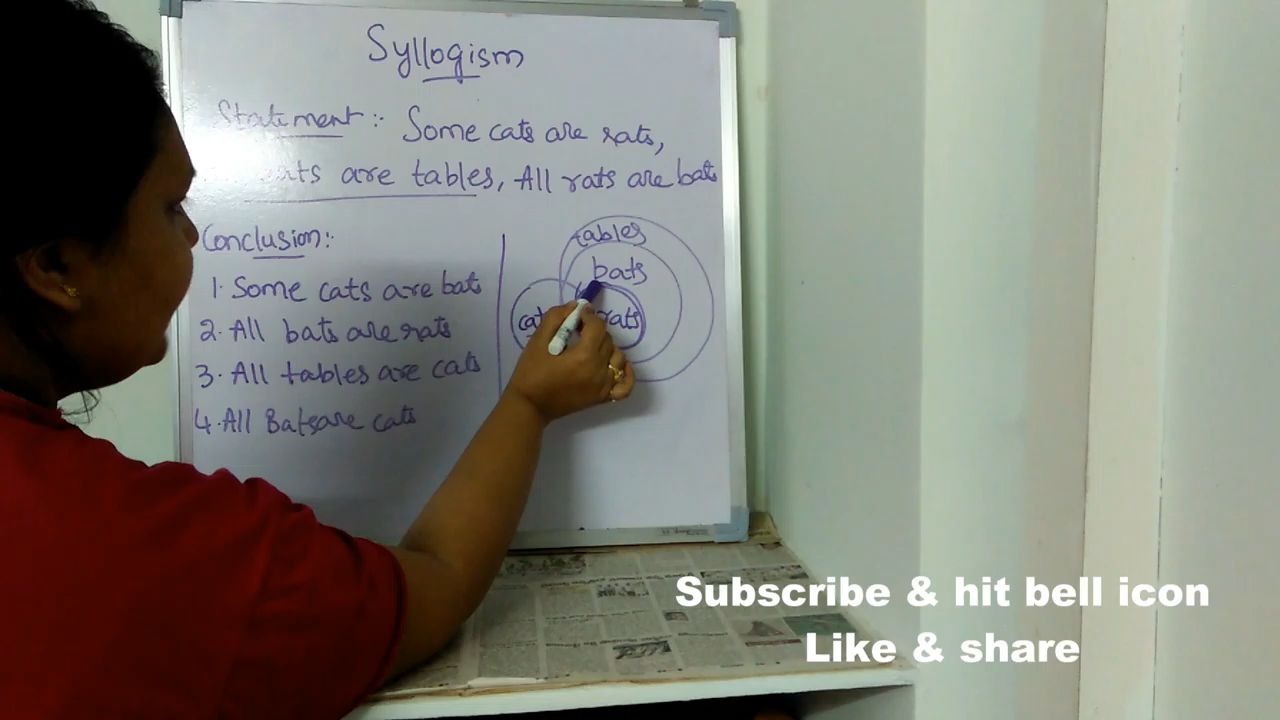 Syllogism
Statement:- Some cats are rats,
are tables, All rats are bats
Conclusion:-
1. Some cats are bats
2. All bats are rats
3. All tables are cats
4. All Bats are cats
tables
bats
rats
Subscribe & hit bell icon
Like & share